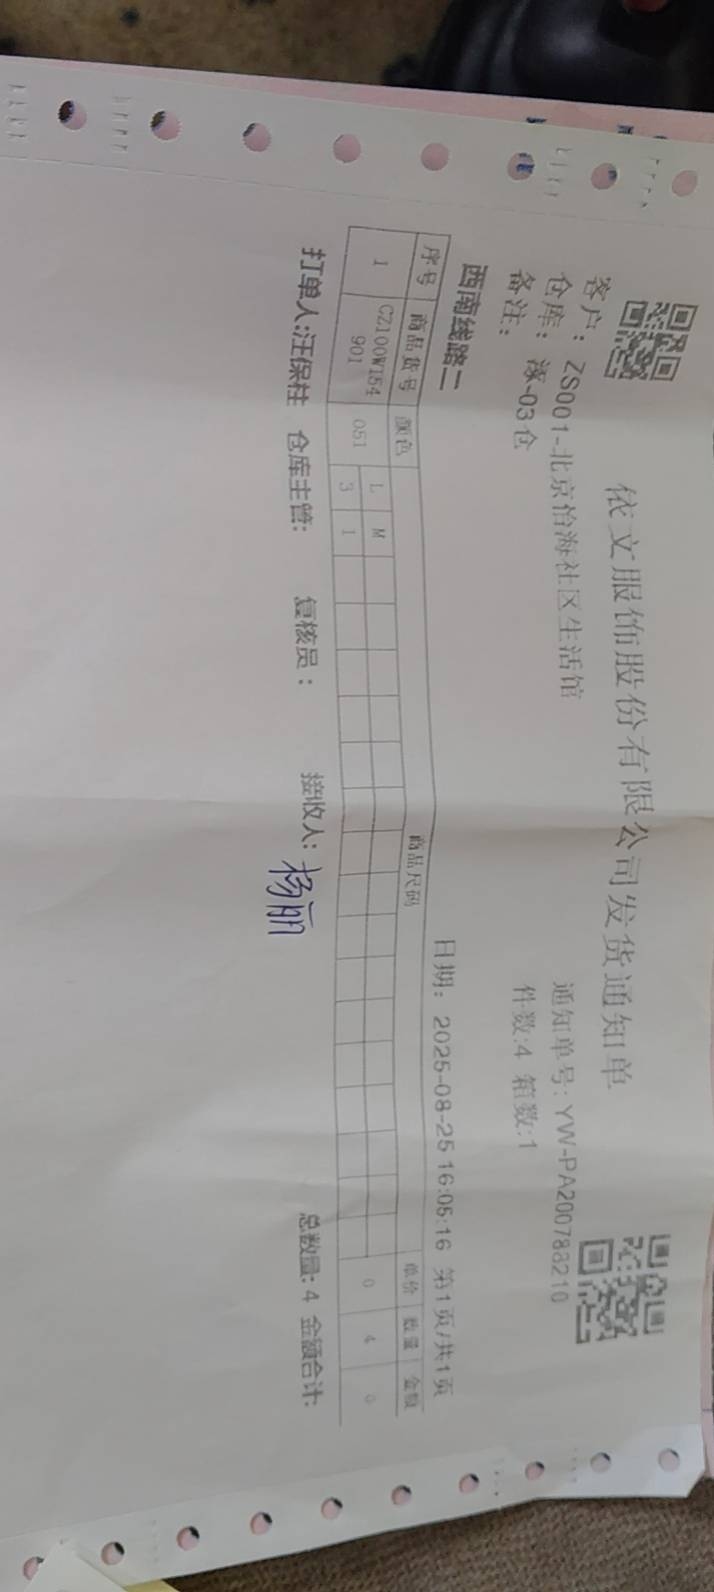 依文服饰股份有限公司发货通知单
客户：ZS001-北京怡海社区生活馆 通知单号:YW-PA200788210
仓库：涿-03仓 件数:4 箱数:1
备注：
西南线路二 日期: 2025-08-25 16:05:16 第1页/共1页
序号 商品货号 颜色 商品尺码 单价 数量 金额
1 CZ100W154 051 L M 0 4 0
901 3 1
打单人:汪保柱 仓库主管: 复核员： 接收人: 杨丽 总数量: 4 金额合计: